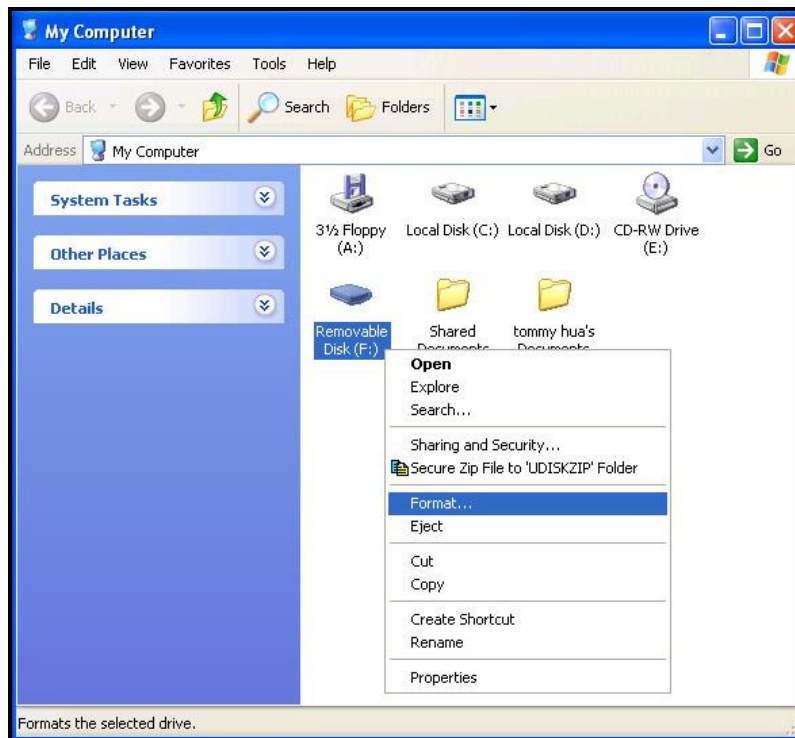 My Computer
File Edit View Favorites Tools Help
Back Search Folders
Address My Computer Go
System Tasks
Other Places
Details
3½ Floppy (A:)
Local Disk (C:)
Local Disk (D:)
CD-RW Drive (E:)
Removable Disk (F:)
Shared Documents
tommy hua's Documents
Open
Explore
Search...
Sharing and Security...
Secure Zip File to 'UDISKZIP' Folder
Format...
Eject
Cut
Copy
Create Shortcut
Rename
Properties
Formats the selected drive.